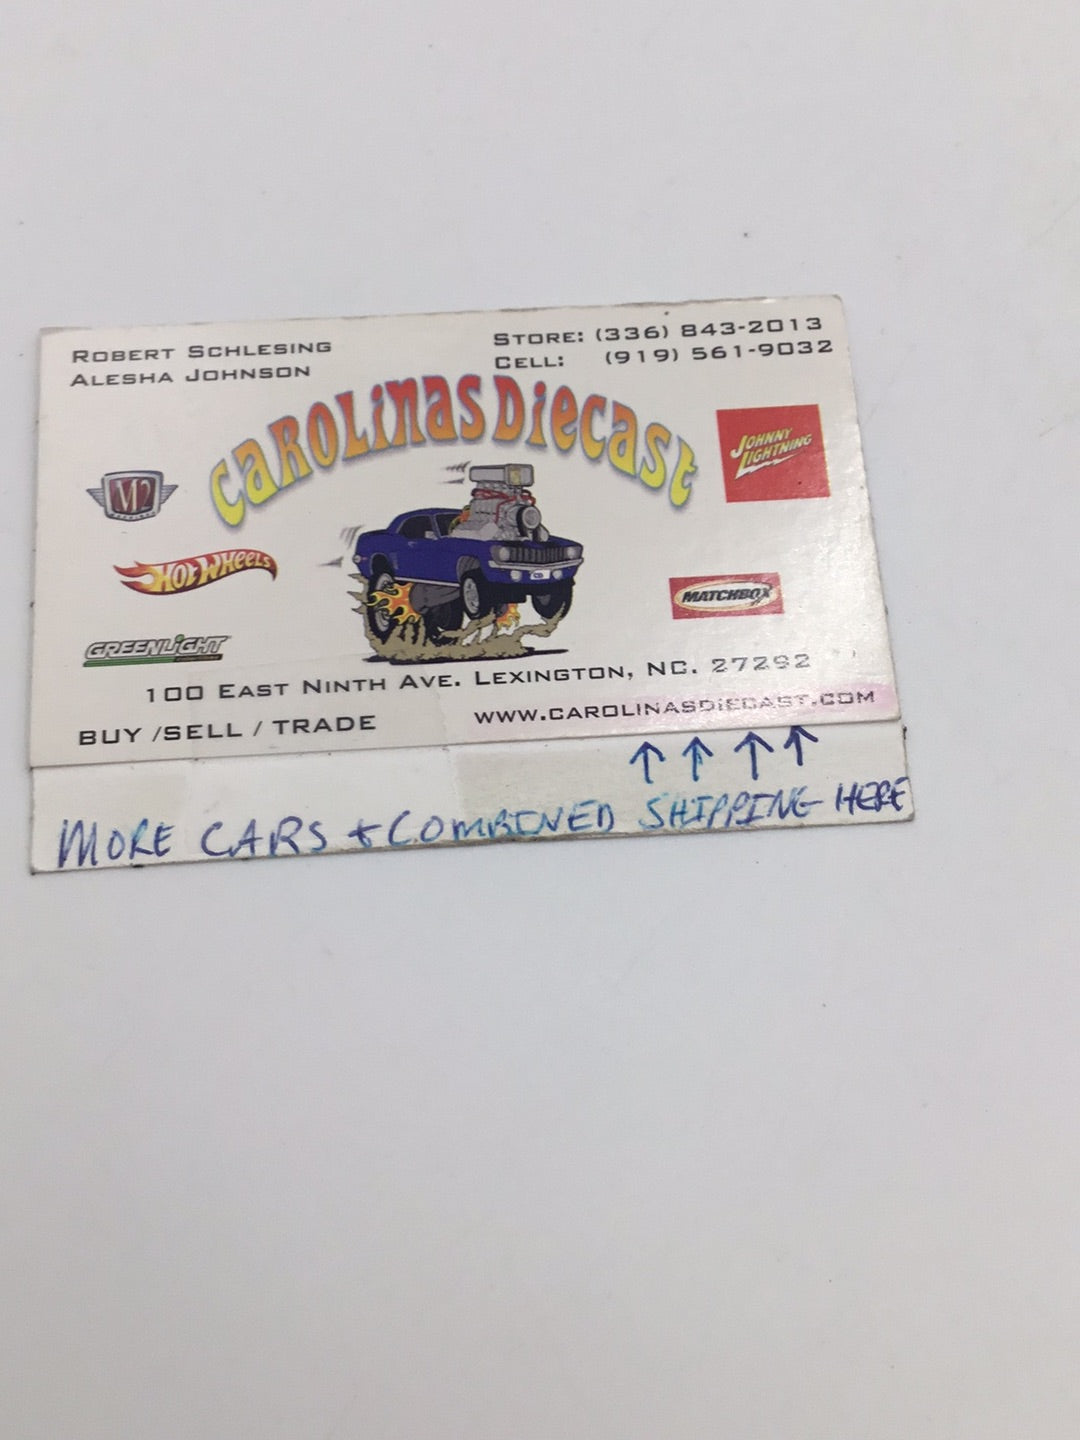 ROBERT SCHLESING
ALESHA JOHNSON
STORE: (336) 843-2013
CELL: (919) 561-9032
CAROLINAS DIECAST
M2
JOHNNY
LIGHTNING
HOT WHEELS
MATCHBOX
GREENLIGHT
100 EAST NINTH AVE. LEXINGTON, NC. 27292
BUY /SELL / TRADE
WWW.CAROLINASDIECAST.COM
MORE CARS + COMBINED SHIPPING HERE